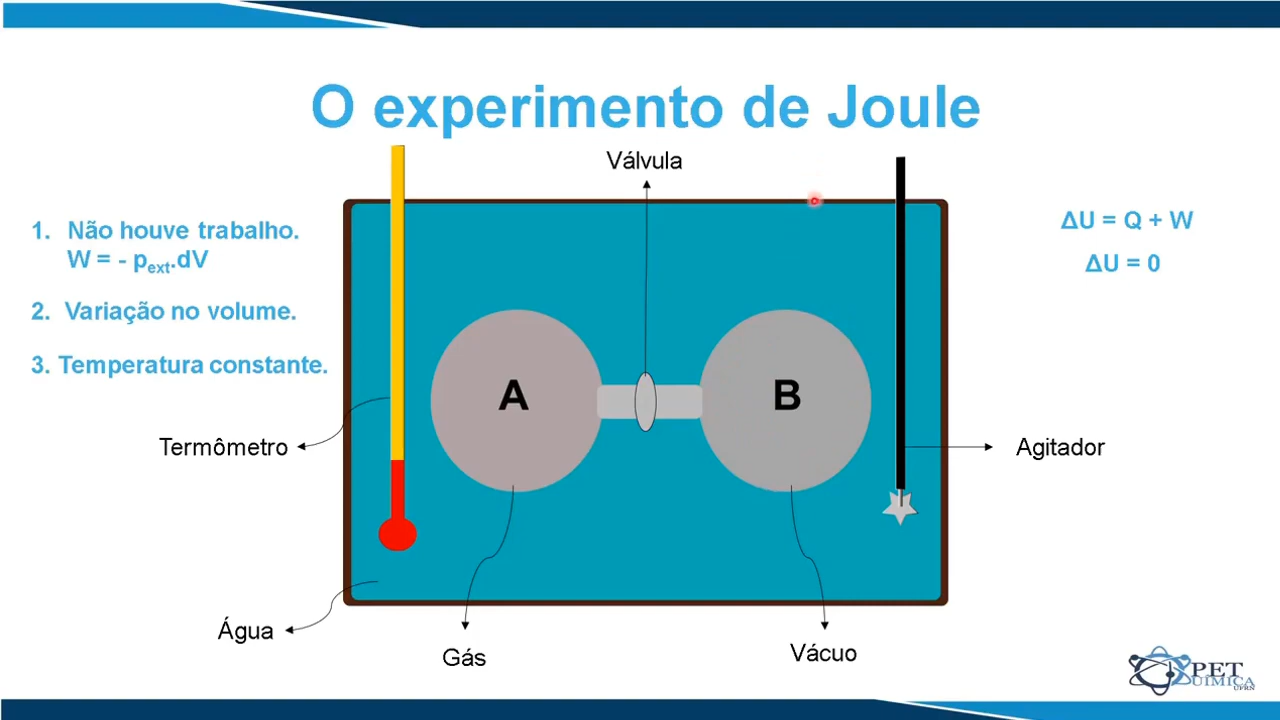 O experimento de Joule
Válvula
1. Não houve trabalho.
W = - pext.dV
2. Variação no volume.
3. Temperatura constante.
ΔU = Q + W
ΔU = 0
A
B
Termômetro
Agitador
Água
Gás
Vácuo
PET
QUIMICA
UFRN